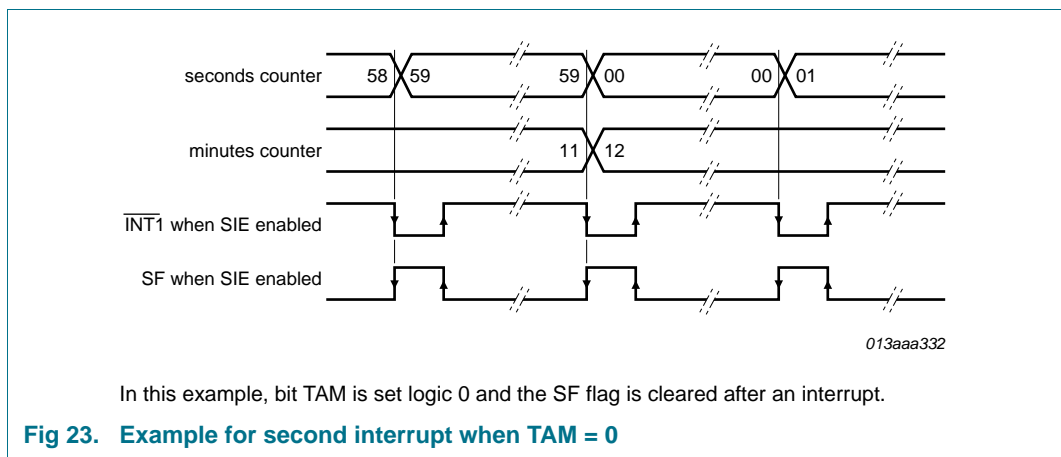 seconds counter 58 59 59 00 00 01
minutes counter 11 12
INT1 when SIE enabled
SF when SIE enabled
013aaa332
In this example, bit TAM is set logic 0 and the SF flag is cleared after an interrupt.
Fig 23. Example for second interrupt when TAM = 0